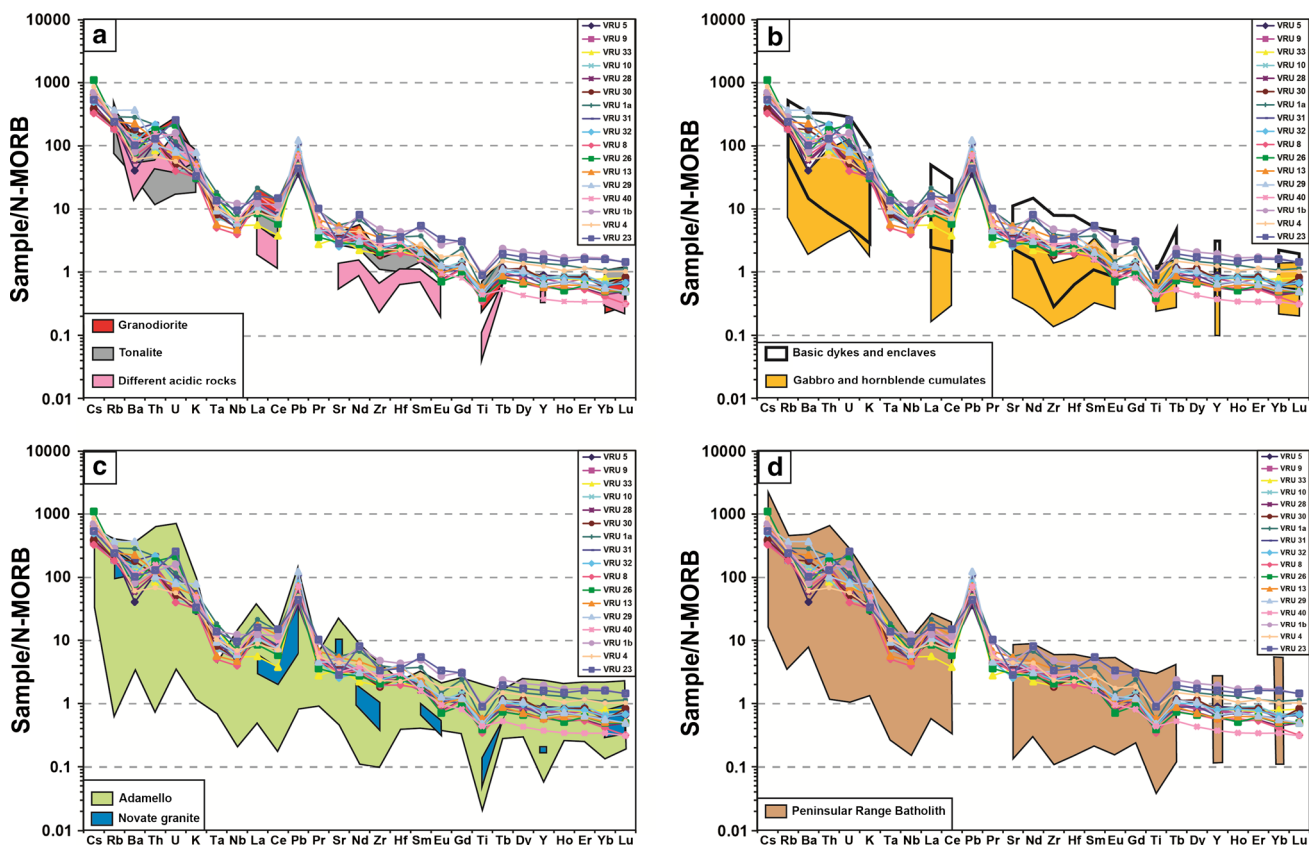 a
10000
1000
100
10
1
0.1
0.01
Sample/N-MORB
VRU 5
VRU 9
VRU 33
VRU 10
VRU 28
VRU 30
VRU 1a
VRU 31
VRU 32
VRU 8
VRU 26
VRU 13
VRU 29
VRU 40
VRU 1b
VRU 4
VRU 23
Granodiorite
Tonalite
Different acidic rocks
Cs Rb Ba Th U K Ta Nb La Ce Pb Pr Sr Nd Zr Hf Sm Eu Gd Ti Tb Dy Y Ho Er Yb Lu
b
10000
1000
100
10
1
0.1
0.01
Sample/N-MORB
VRU 5
VRU 9
VRU 33
VRU 10
VRU 28
VRU 30
VRU 1a
VRU 31
VRU 32
VRU 8
VRU 26
VRU 13
VRU 29
VRU 40
VRU 1b
VRU 4
VRU 23
Basic dykes and enclaves
Gabbro and hornblende cumulates
Cs Rb Ba Th U K Ta Nb La Ce Pb Pr Sr Nd Zr Hf Sm Eu Gd Ti Tb Dy Y Ho Er Yb Lu
c
10000
1000
100
10
1
0.1
0.01
Sample/N-MORB
VRU 5
VRU 9
VRU 33
VRU 10
VRU 28
VRU 30
VRU 1a
VRU 31
VRU 32
VRU 8
VRU 26
VRU 13
VRU 29
VRU 40
VRU 1b
VRU 4
VRU 23
Adamello
Novate granite
Cs Rb Ba Th U K Ta Nb La Ce Pb Pr Sr Nd Zr Hf Sm Eu Gd Ti Tb Dy Y Ho Er Yb Lu
d
10000
1000
100
10
1
0.1
0.01
Sample/N-MORB
VRU 5
VRU 9
VRU 33
VRU 10
VRU 28
VRU 30
VRU 1a
VRU 31
VRU 32
VRU 8
VRU 26
VRU 13
VRU 29
VRU 40
VRU 1b
VRU 4
VRU 23
Peninsular Range Batholith
Cs Rb Ba Th U K Ta Nb La Ce Pb Pr Sr Nd Zr Hf Sm Eu Gd Ti Tb Dy Y Ho Er Yb Lu